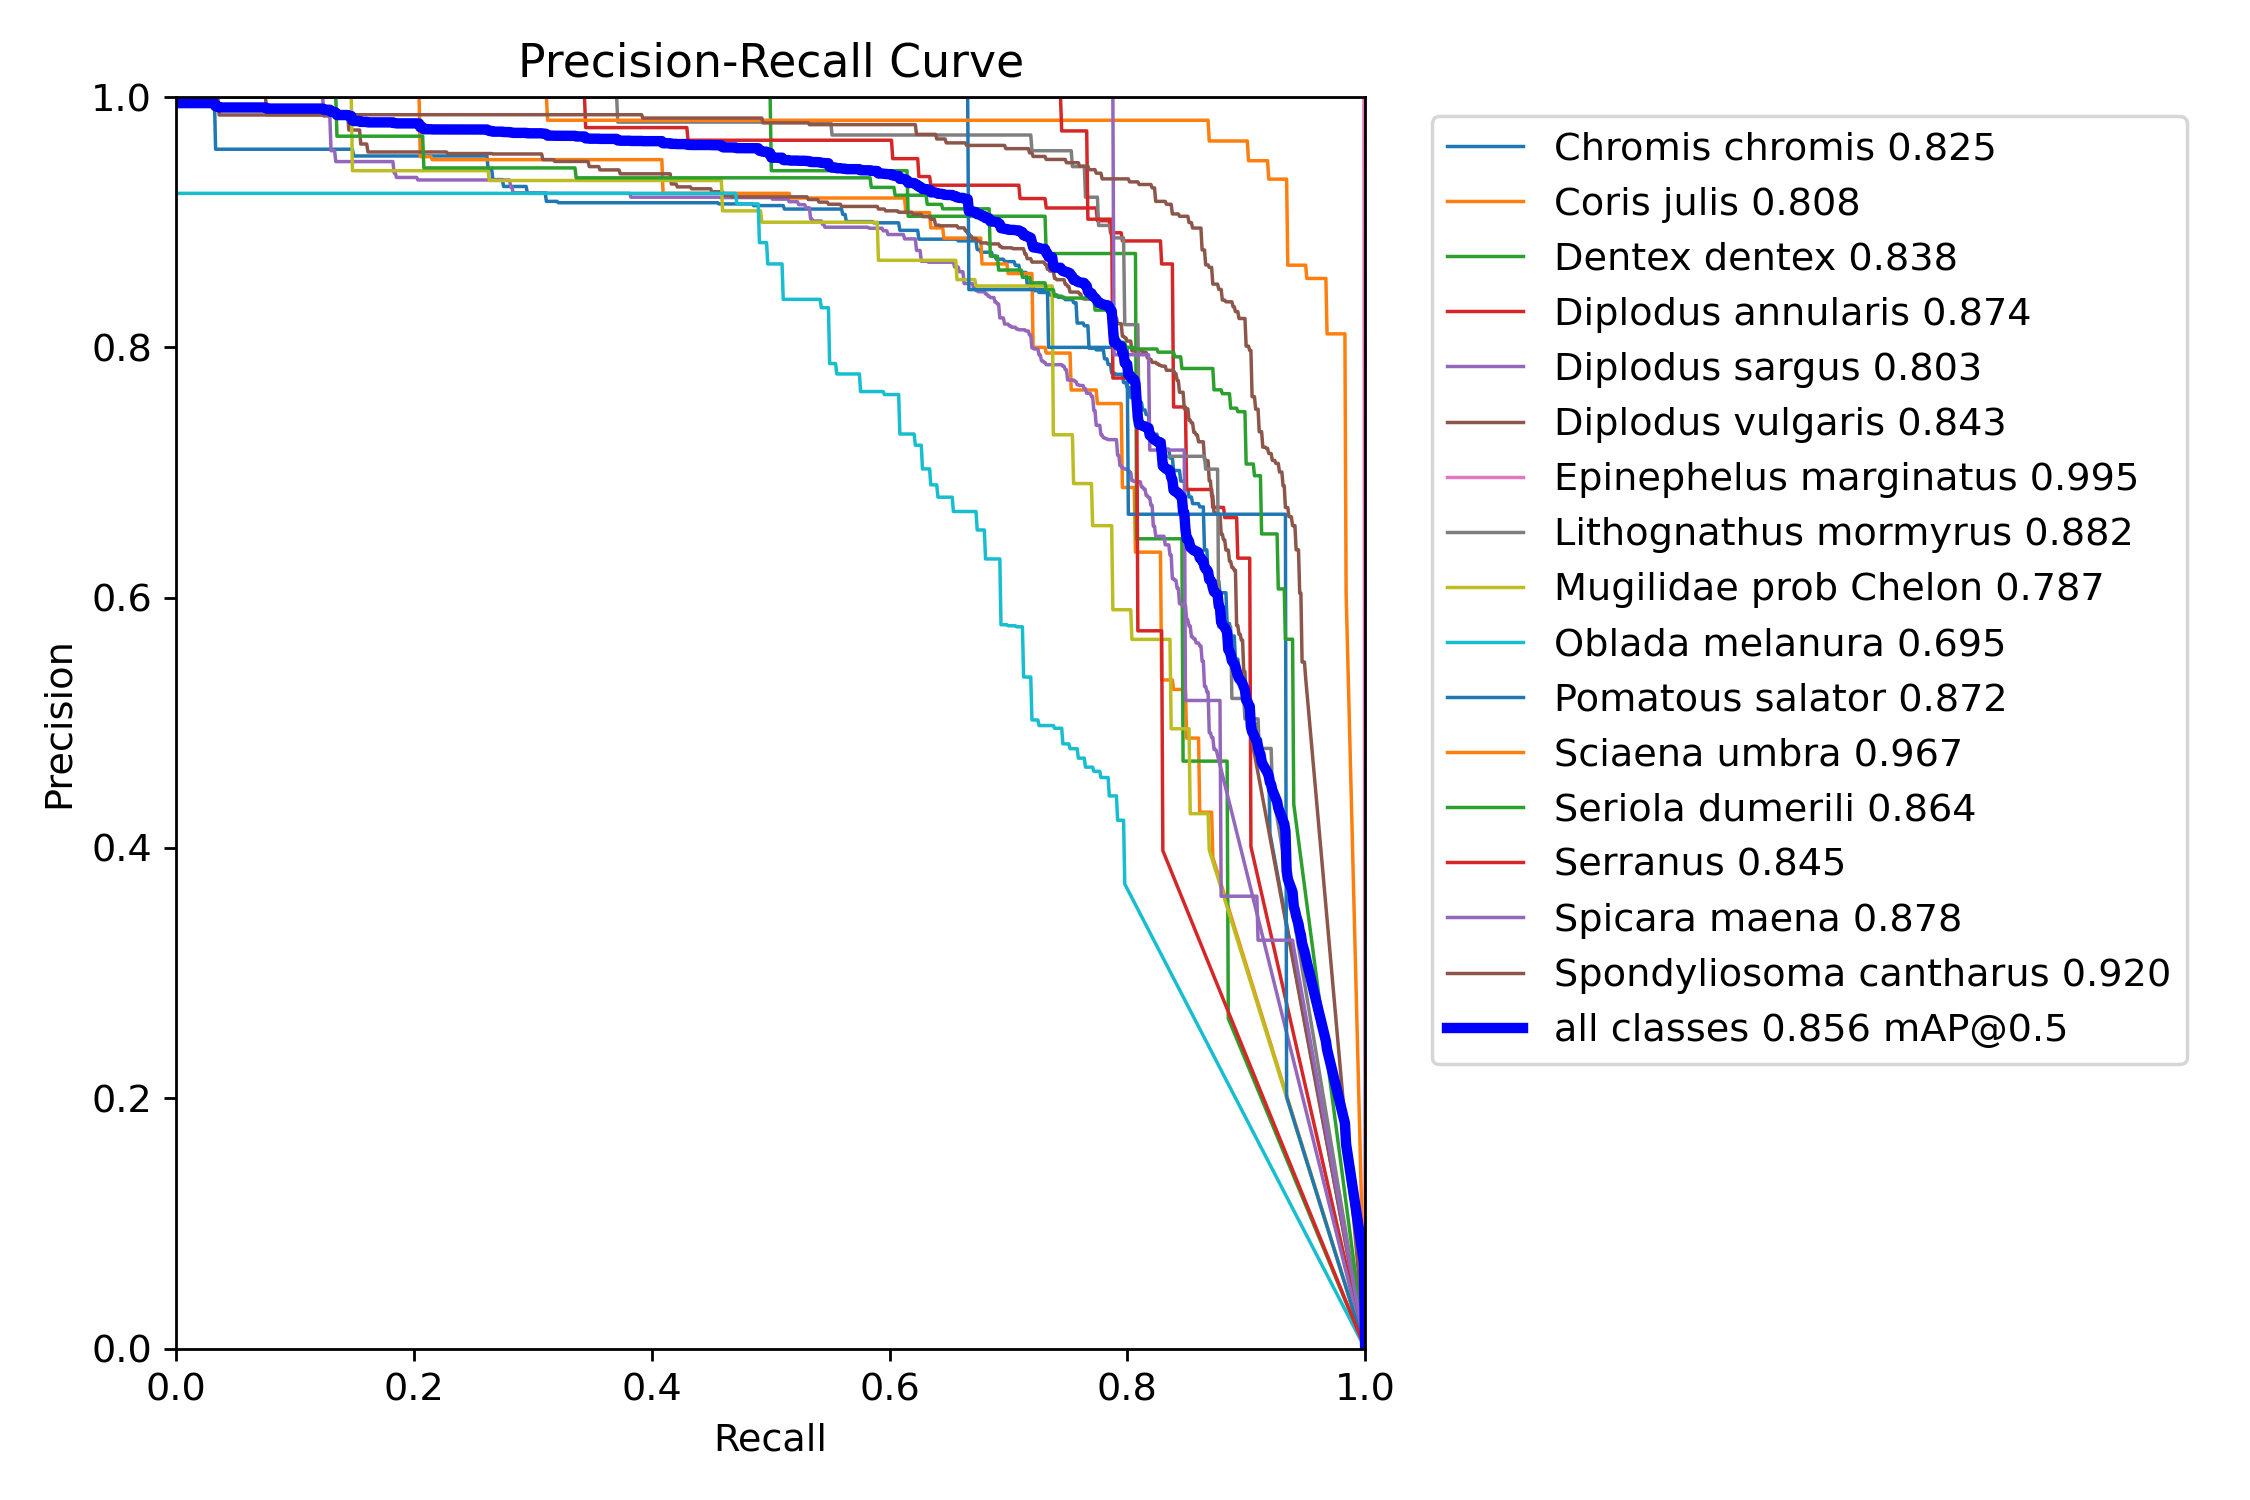 Precision-Recall Curve
1.0
0.8
0.6
0.4
0.2
0.0
Precision
0.0 0.2 0.4 0.6 0.8 1.0
Recall
Chromis chromis 0.825
Coris julis 0.808
Dentex dentex 0.838
Diplodus annularis 0.874
Diplodus sargus 0.803
Diplodus vulgaris 0.843
Epinephelus marginatus 0.995
Lithognathus mormyrus 0.882
Mugilidae prob Chelon 0.787
Oblada melanura 0.695
Pomatous salator 0.872
Sciaena umbra 0.967
Seriola dumerili 0.864
Serranus 0.845
Spicara maena 0.878
Spondyliosoma cantharus 0.920
all classes 0.856 mAP@0.5